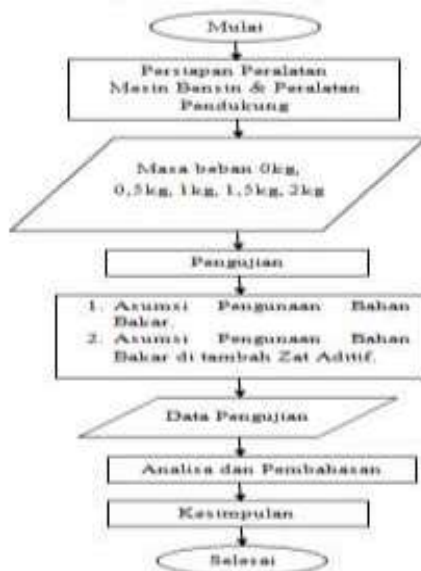 Mulai
Persiapan Peralatan
Mesin Bensin & Peralatan
Pendukung
Masa beban 0kg,
0,5kg, 1kg, 1,5kg, 2kg
Pengujian
1. Asumsi Pengunaan Bahan
Bakar.
2. Asumsi Pengunaan Bahan
Bakar di tambah Zat Aditif.
Data Pengujian
Analisa dan Pembahasan
Kesimpulan
Selesai